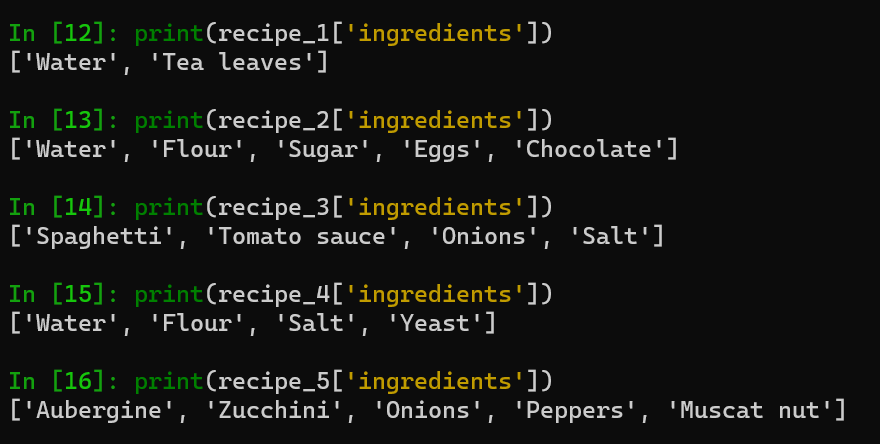 In [12]: print(recipe_1['ingredients'])
['Water', 'Tea leaves']
In [13]: print(recipe_2['ingredients'])
['Water', 'Flour', 'Sugar', 'Eggs', 'Chocolate']
In [14]: print(recipe_3['ingredients'])
['Spaghetti', 'Tomato sauce', 'Onions', 'Salt']
In [15]: print(recipe_4['ingredients'])
['Water', 'Flour', 'Salt', 'Yeast']
In [16]: print(recipe_5['ingredients'])
['Aubergine', 'Zucchini', 'Onions', 'Peppers', 'Muscat nut']